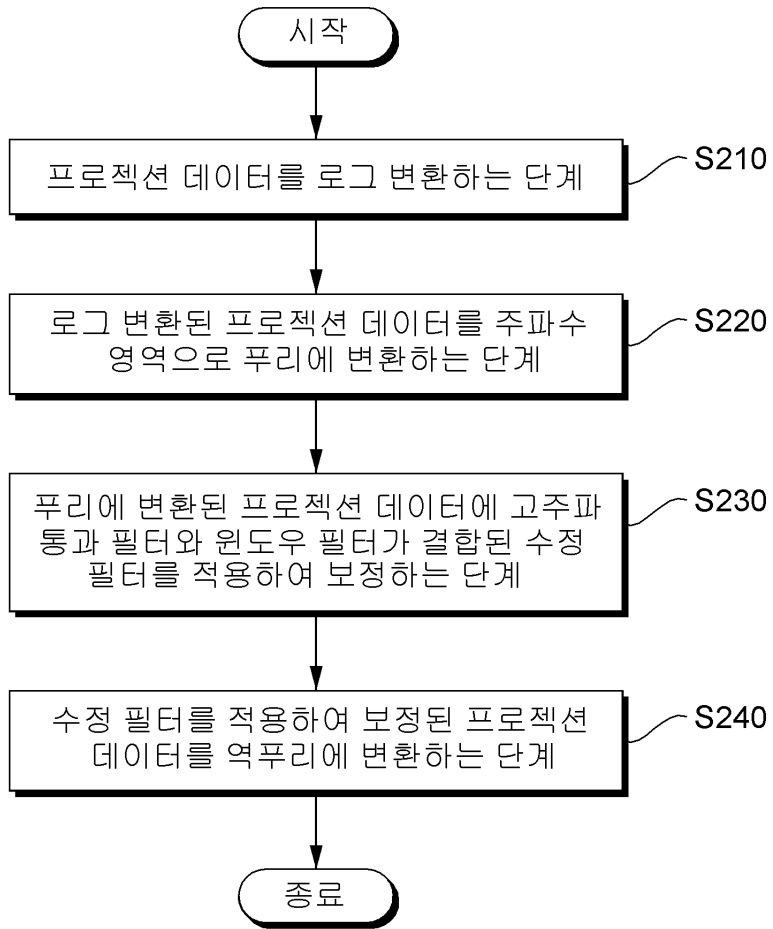 시작
프로젝션 데이터를 로그 변환하는 단계
S210
로그 변환된 프로젝션 데이터를 주파수
영역으로 푸리에 변환하는 단계
S220
푸리에 변환된 프로젝션 데이터에 고주파
통과 필터와 윈도우 필터가 결합된 수정
필터를 적용하여 보정하는 단계
S230
수정 필터를 적용하여 보정된 프로젝션
데이터를 역푸리에 변환하는 단계
S240
종료